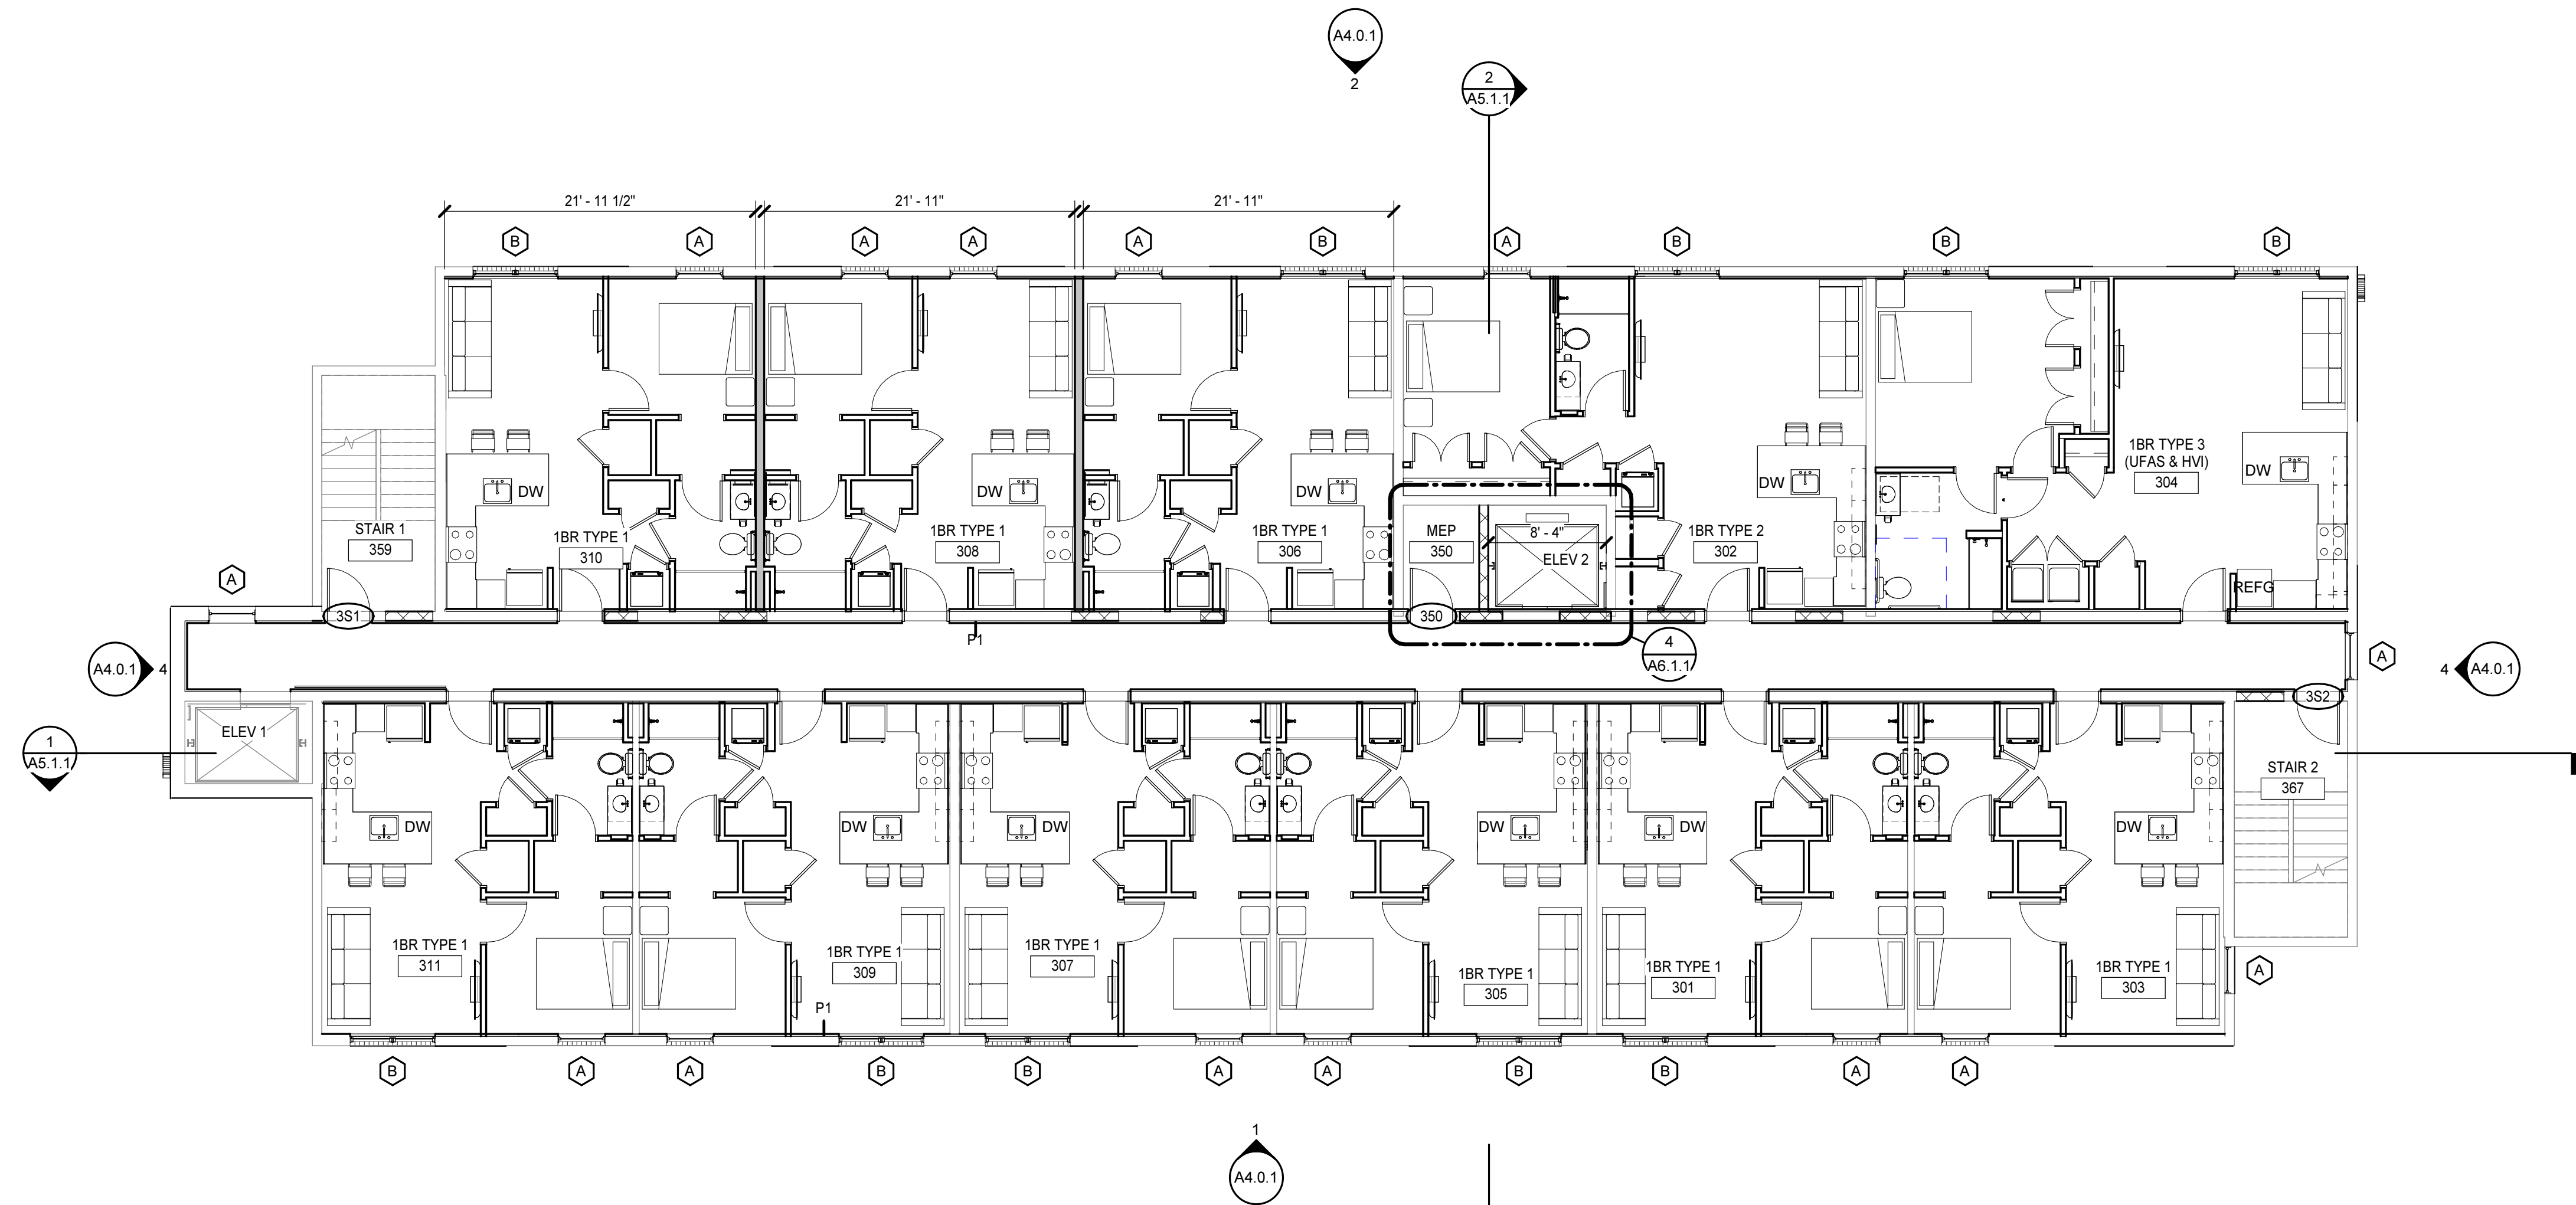 A4.0.1
2
2
A5.1.1
21' - 11 1/2"
21' - 11"
21' - 11"
B
A
A
A
A
B
A
B
B
B
DW
DW
DW
DW
DW
1BR TYPE 3
(UFAS & HVI)
304
STAIR 1
359
1BR TYPE 1
310
1BR TYPE 1
308
1BR TYPE 1
306
MEP
350
8' - 4"
ELEV 2
1BR TYPE 2
302
REFG
A
3S1
350
P1
4
A6.1.1
A4.0.1
4
A
4
A4.0.1
3S2
1
A5.1.1
ELEV 1
STAIR 2
367
DW
DW
DW
DW
DW
DW
1BR TYPE 1
311
1BR TYPE 1
309
1BR TYPE 1
307
1BR TYPE 1
305
1BR TYPE 1
301
1BR TYPE 1
303
A
P1
B
A
A
B
B
A
A
B
B
A
A
1
A4.0.1